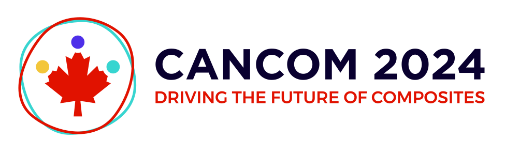 CANCOM 2024
DRIVING THE FUTURE OF COMPOSITES